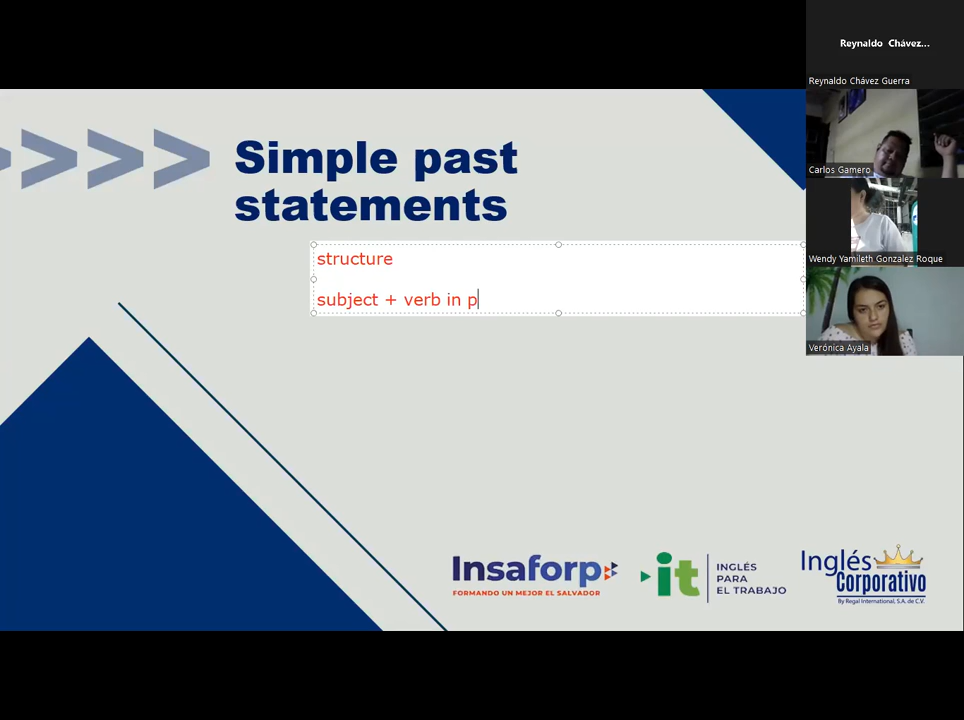 Reynaldo Chávez...
Reynaldo Chávez Guerra
Carlos Gamero
Wendy Yamileth Gonzalez Roque
Verónica Ayala
>>>>
Simple past
statements
structure
subject + verb in p
Insaforp
FORMANDO UN MEJOR EL SALVADOR
it
INGLÉS
PARA
EL TRABAJO
Inglés
Corporativo
By Regal International, S.A. de C.V.